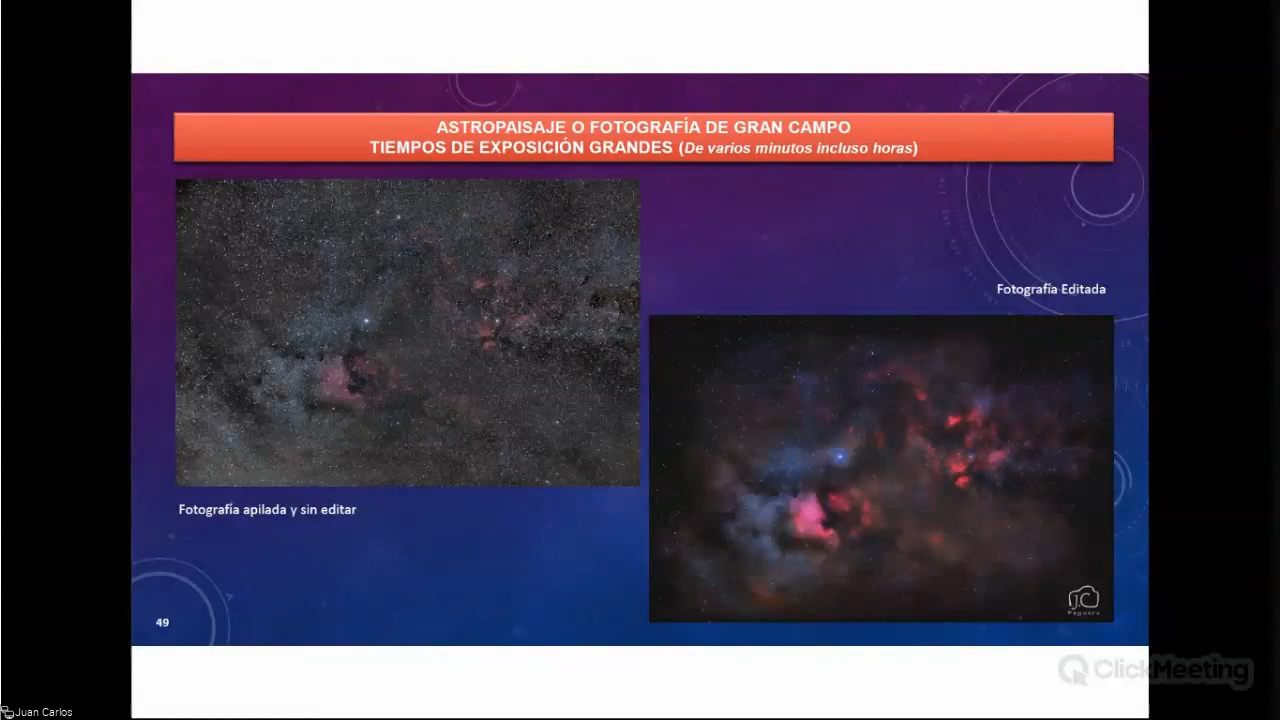 ASTROPAISAJE O FOTOGRAFÍA DE GRAN CAMPO
TIEMPOS DE EXPOSICIÓN GRANDES (De varios minutos incluso horas)
Fotografía Editada
Fotografía apilada y sin editar
JC
49
ClickMeeting
Juan Carlos